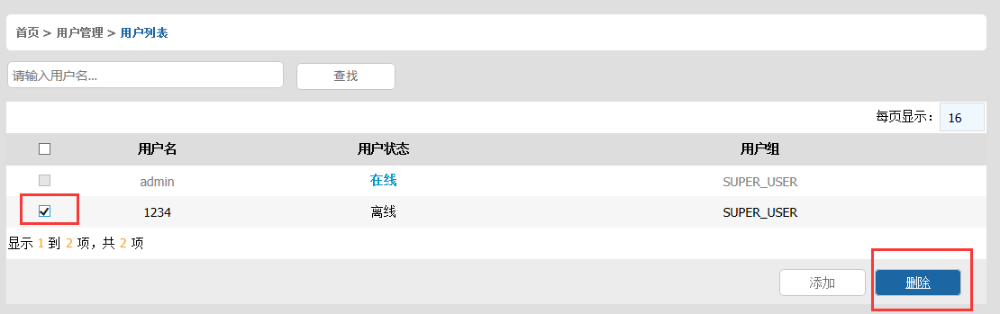 首页 > 用户管理 > 用户列表
请输入用户名... 查找
每页显示： 16
用户名 用户状态 用户组
admin 在线 SUPER_USER
1234 离线 SUPER_USER
显示 1 到 2 项，共 2 项
添加 删除